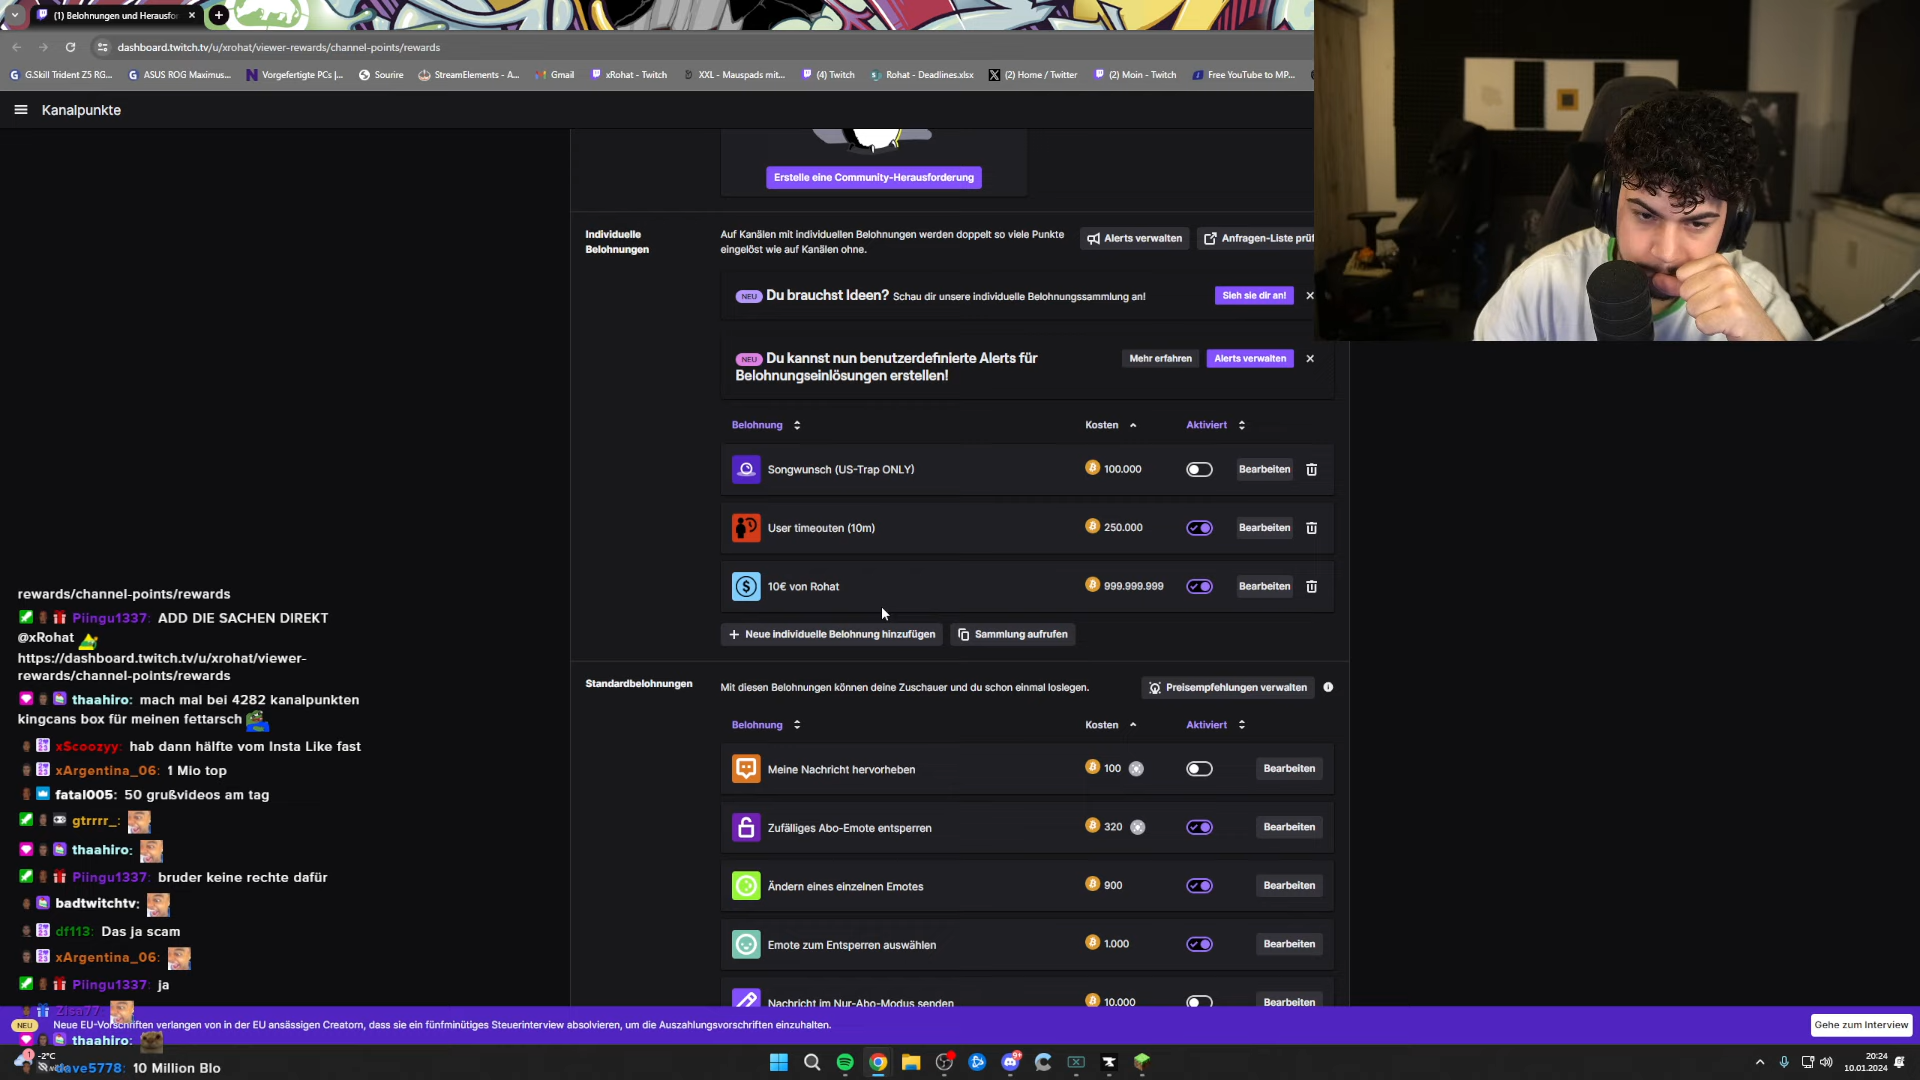 (1) Belohnungen und Herausfor
dashboard.twitch.tv/u/xrohat/viewer-rewards/channel-points/rewards
G.Skill Trident Z5 RG...
ASUS ROG Maximus...
Vorgefertigte PCs |...
Sourire
StreamElements - A...
Gmail
xRohat - Twitch
XXL - Mauspads mit...
(4) Twitch
Rohat - Deadlines.xlsx
(2) Home / Twitter
(2) Moin - Twitch
Free YouTube to MP...
Kanalpunkte
Erstelle eine Community-Herausforderung
Individuelle
Belohnungen
Auf Kanälen mit individuellen Belohnungen werden doppelt so viele Punkte
eingelöst wie auf Kanälen ohne.
Alerts verwalten
Anfragen-Liste prüf
NEU Du brauchst Ideen? Schau dir unsere individuelle Belohnungssammlung an!
Sieh sie dir an!
NEU Du kannst nun benutzerdefinierte Alerts für
Belohnungseinlösungen erstellen!
Mehr erfahren
Alerts verwalten
Belohnung Kosten Aktiviert
Songwunsch (US-Trap ONLY) 100.000 Bearbeiten
User timeouten (10m) 250.000 Bearbeiten
10€ von Rohat 999.999.999 Bearbeiten
+ Neue individuelle Belohnung hinzufügen
Sammlung aufrufen
Standardbelohnungen
Mit diesen Belohnungen können deine Zuschauer und du schon einmal loslegen.
Preisempfehlungen verwalten
Belohnung Kosten Aktiviert
Meine Nachricht hervorheben 100 Bearbeiten
Zufälliges Abo-Emote entsperren 320 Bearbeiten
Ändern eines einzelnen Emotes 900 Bearbeiten
Emote zum Entsperren auswählen 1.000 Bearbeiten
Nachricht im Nur-Abo-Modus senden 10.000 Bearbeiten
rewards/channel-points/rewards
Piingu1337: ADD DIE SACHEN DIREKT
@xRohat
https://dashboard.twitch.tv/u/xrohat/viewer-
rewards/channel-points/rewards
thaahiro: mach mal bei 4282 kanalpunkten
kingcans box für meinen fettarsch
xScoozyy: hab dann hälfte vom Insta Like fast
xArgentina_06: 1 Mio top
fatal005: 50 grußvideos am tag
gtrrrr_:
thaahiro:
Piingu1337: bruder keine rechte dafür
badtwitchtv:
df113: Das ja scam
xArgentina_06:
Piingu1337: ja
Zisa77:
NEU Neue EU-Vorschriften verlangen von in der EU ansässigen Creatorn, dass sie ein fünfminütiges Steuerinterview absolvieren, um die Auszahlungsvorschriften einzuhalten.
Gehe zum Interview
thaahiro:
1 -2°C
10 Million Blo
20:24
10.01.2024